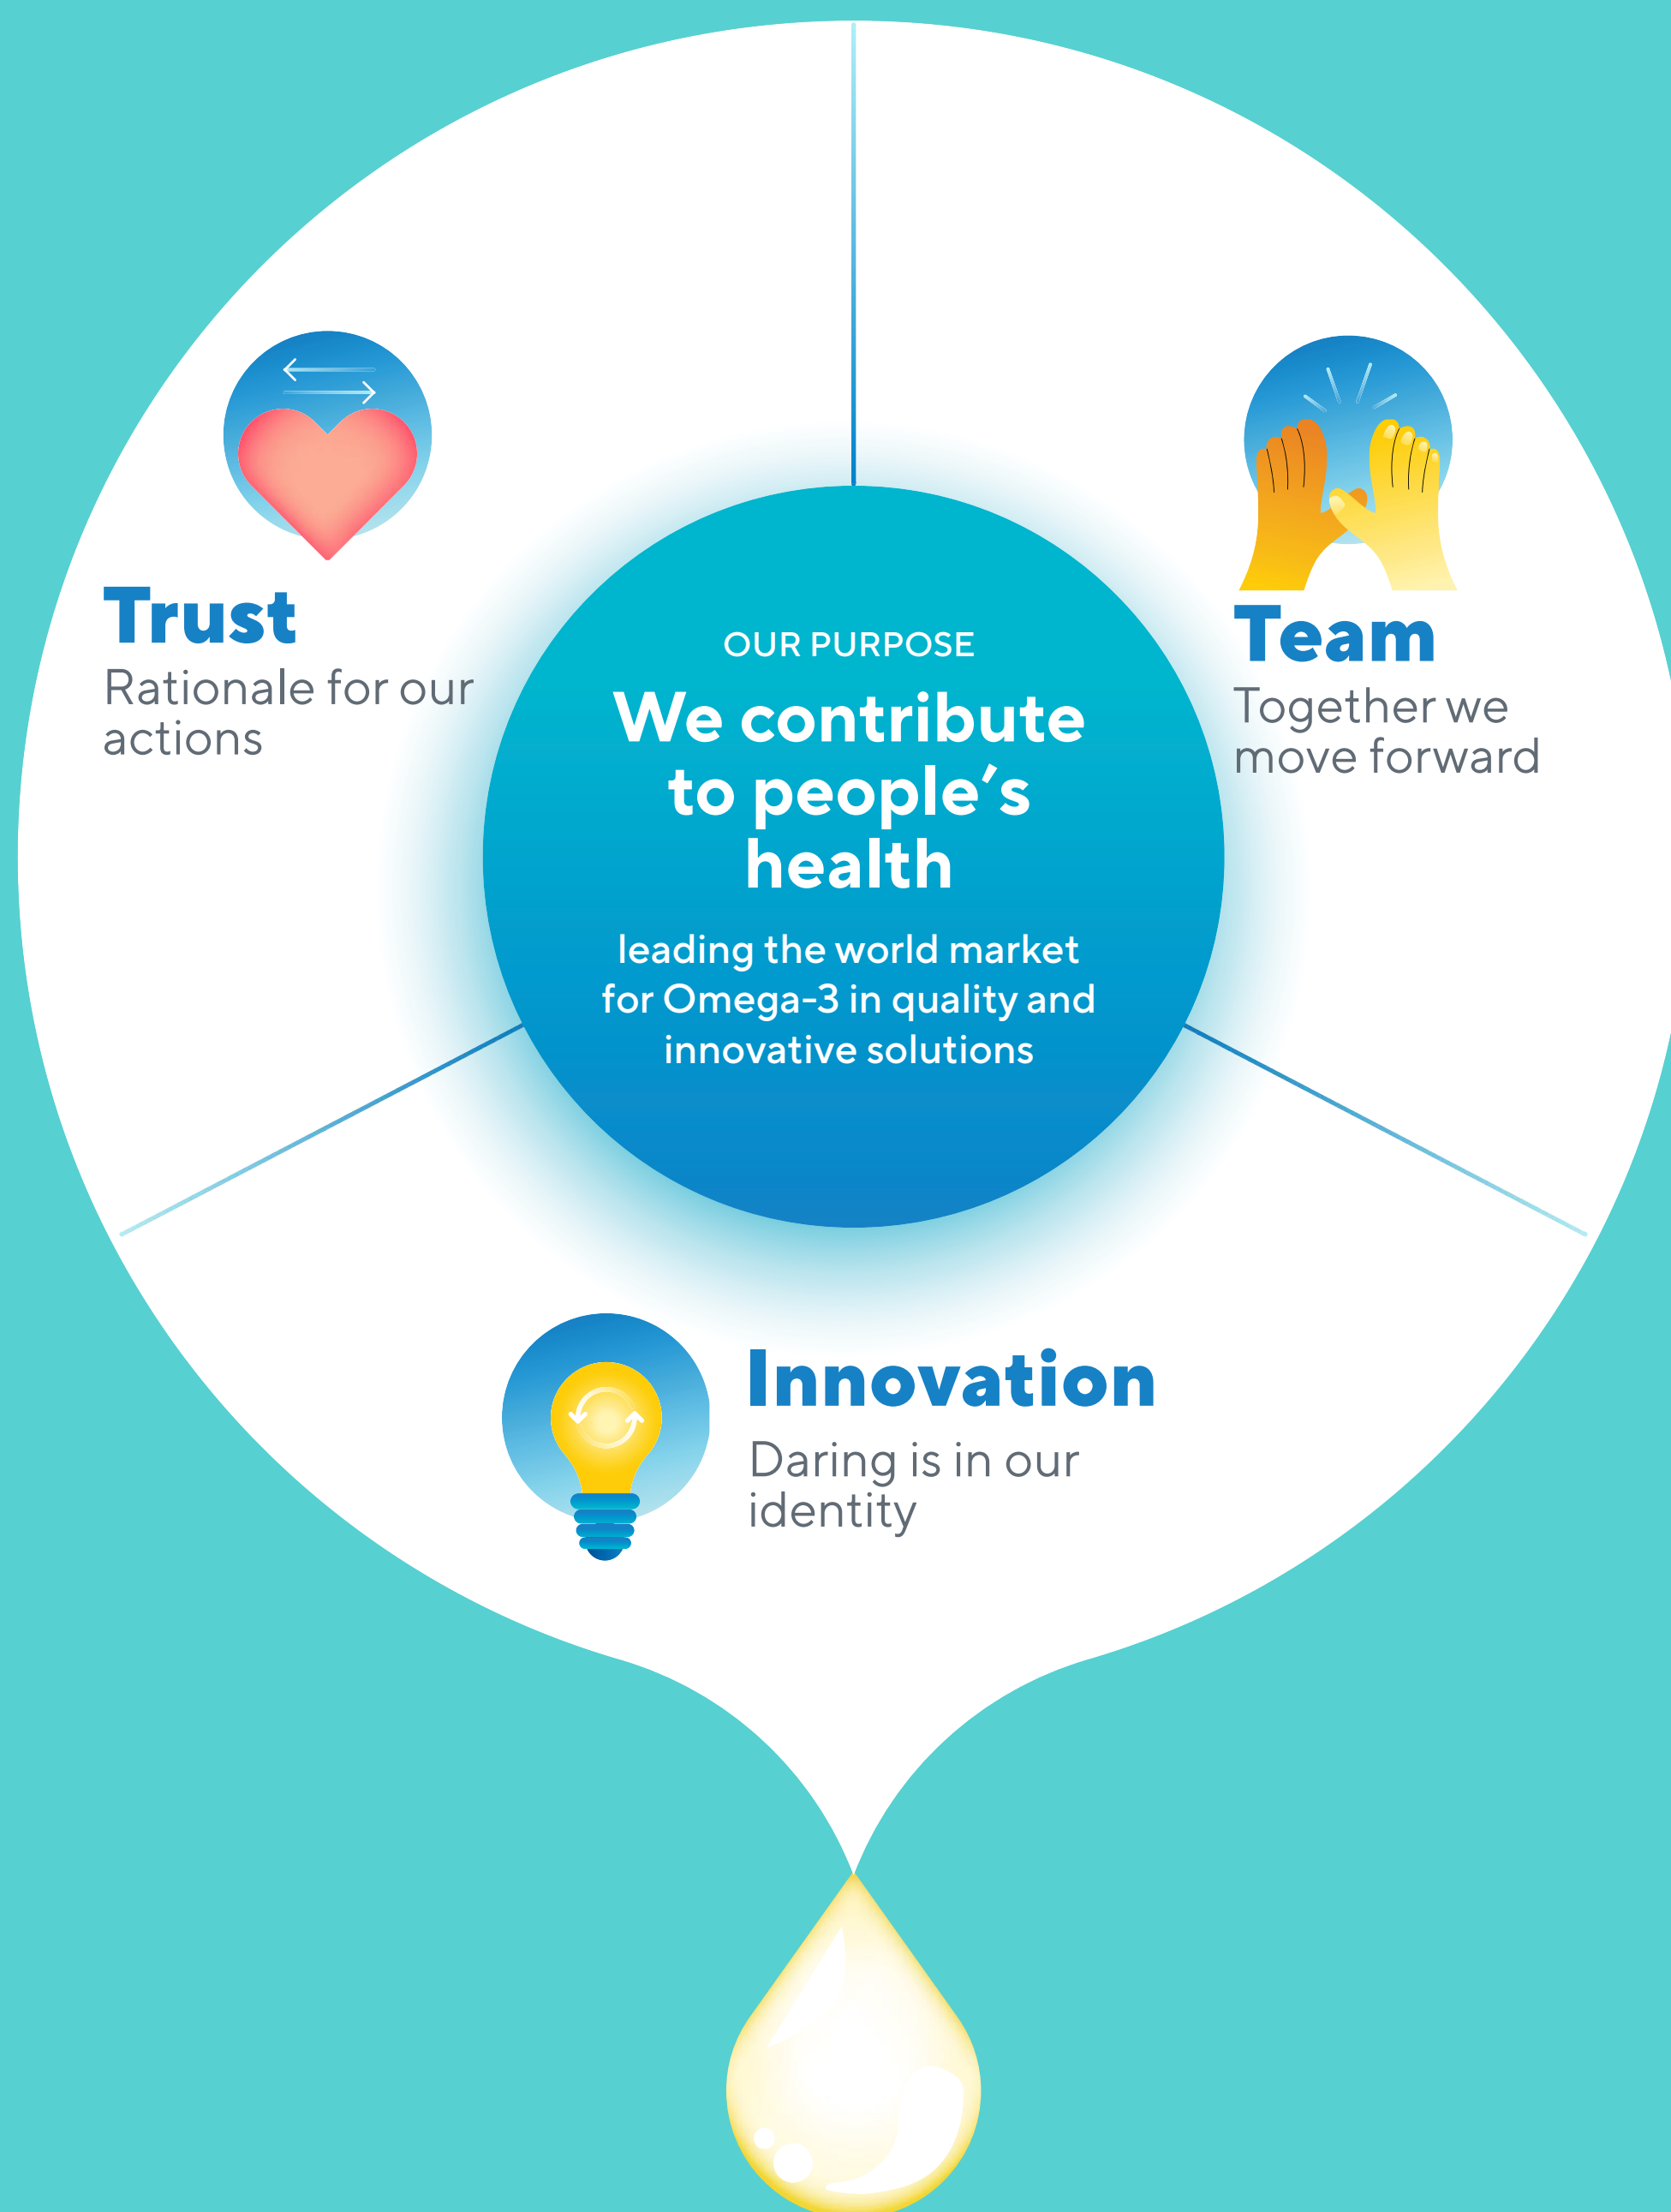 Trust
Rationale for our
actions
Team
Together we
move forward
OUR PURPOSE
We contribute
to people’s
health
leading the world market
for Omega-3 in quality and
innovative solutions
Innovation
Daring is in our
identity